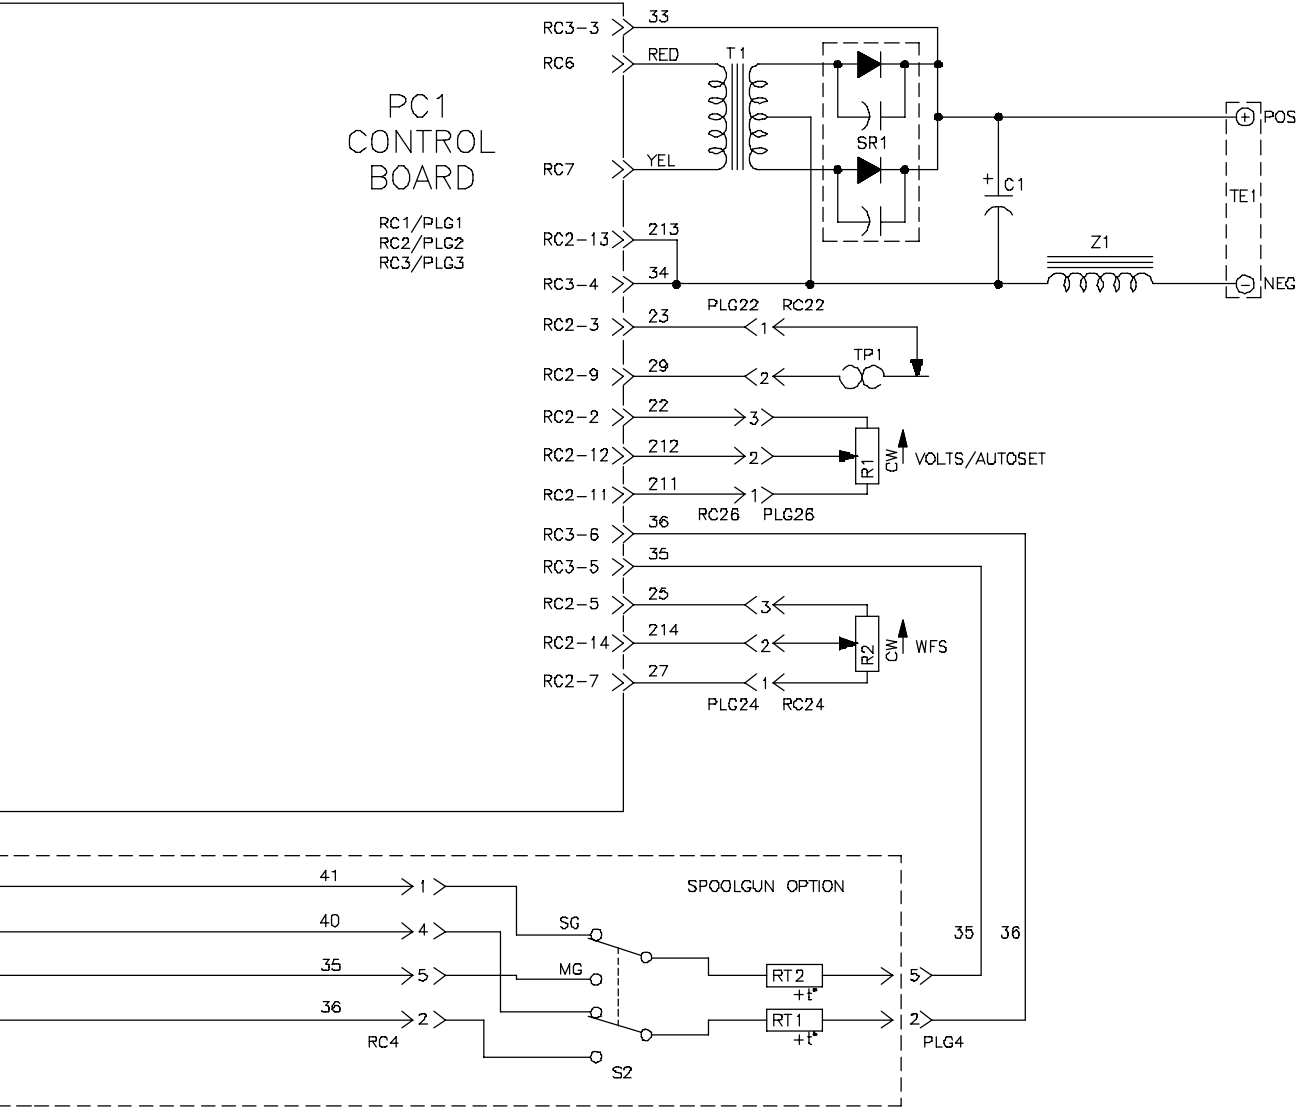 RC3-3 33
RC6 RED T1
PC1
CONTROL
BOARD
RC1/PLG1
RC2/PLG2
RC3/PLG3
+ POS
SR1
RC7 YEL
+ C1
TE1
RC2-13 213
Z1
RC3-4 34
- NEG
PLG22 RC22
RC2-3 23 1
TP1
RC2-9 29 2
RC2-2 22 3
RC2-12 212 2 R1 CW VOLTS/AUTOSET
RC2-11 211 1
RC26 PLG26
RC3-6 36
RC3-5 35
RC2-5 25 3
RC2-14 214 2 R2 CW WFS
RC2-7 27 1
PLG24 RC24
41 1 SPOOLGUN OPTION
40 4 SG 35 36
35 5 MG RT2 5
+t°
36 2 RT1 2
+t°
RC4 PLG4
S2